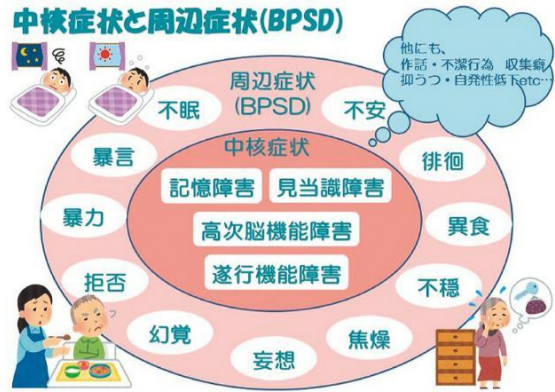 中核症状と周辺症状(BPSD)
他にも、
作話・不潔行為　収集癖
抑うつ・自発性低下etc…
周辺症状
(BPSD)
不眠
不安
中核症状
暴言
徘徊
記憶障害
見当識障害
暴力
異食
高次脳機能障害
遂行機能障害
拒否
不穏
幻覚
焦燥
妄想